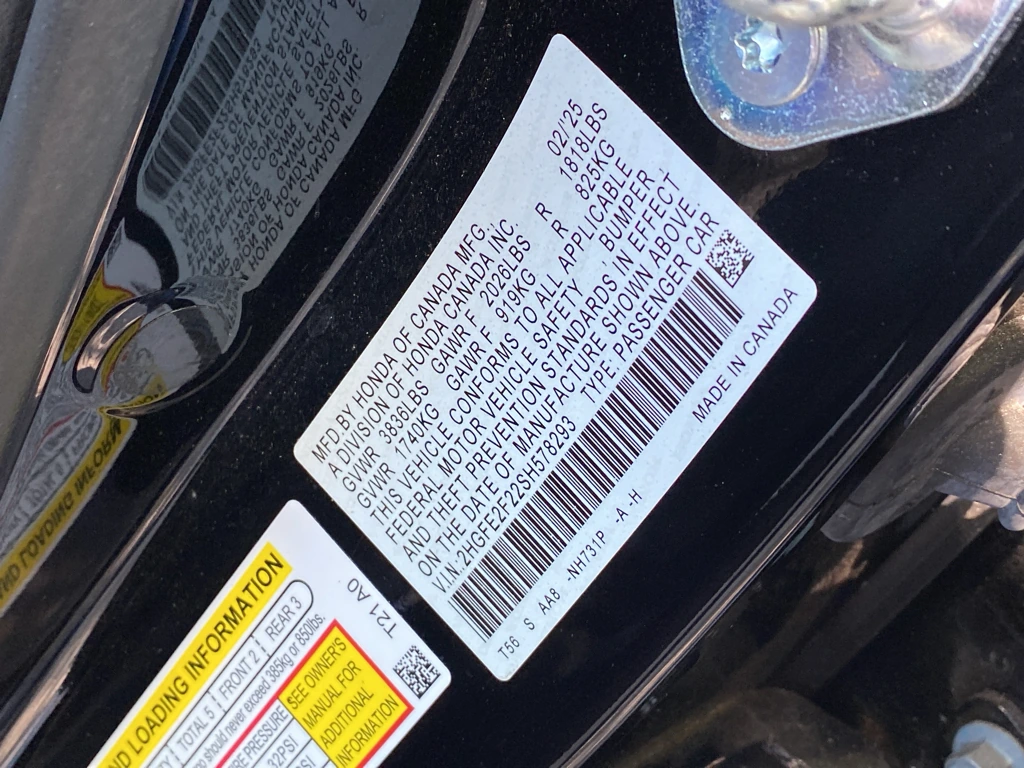 MFD BY HONDA OF CANADA MFG.,
A DIVISION OF HONDA CANADA INC. 02/'25
GVWR 3836LBS GAWR F 2026LBS R 1818LBS
GVWR 1740KG GAWR F 919KG R 825KG
THIS VEHICLE CONFORMS TO ALL APPLICABLE
FEDERAL MOTOR VEHICLE SAFETY, BUMPER
AND THEFT PREVENTION STANDARDS IN EFFECT
ON THE DATE OF MANUFACTURE SHOWN ABOVE.
V.I.N:2HGFE2F22SH578293 TYPE PASSENGER CAR
T56 S AA8 -NH731P -A -H MADE IN CANADA
ND LOADING INFORMATION
TOTAL 5 FRONT 2 REAR 3
should never exceed 385kg or 850lbs.
PRESSURE SEE OWNER'S
32PSI MANUAL FOR
ADDITIONAL
INFORMATION
T21 A0